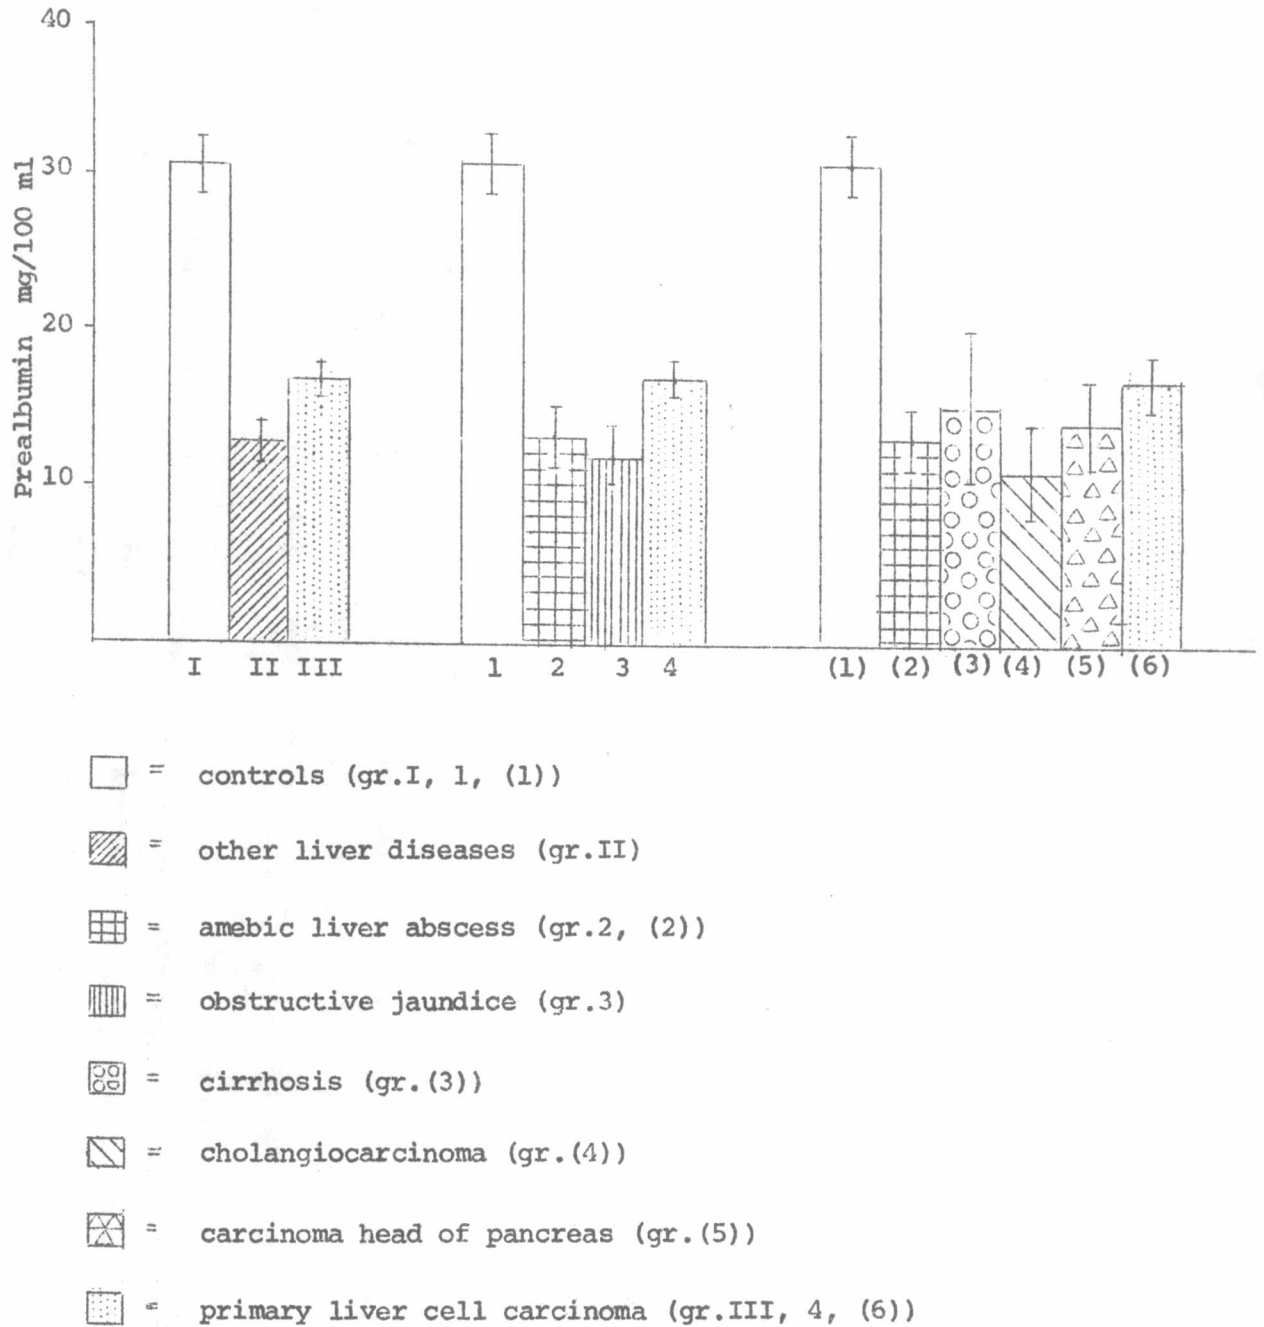 40
30
20
10
Prealbumin mg/100 ml
I II III 1 2 3 4 (1) (2) (3) (4) (5) (6)
= controls (gr.I, 1, (1))
= other liver diseases (gr.II)
= amebic liver abscess (gr.2, (2))
= obstructive jaundice (gr.3)
= cirrhosis (gr.(3))
= cholangiocarcinoma (gr.(4))
= carcinoma head of pancreas (gr.(5))
= primary liver cell carcinoma (gr.III, 4, (6))